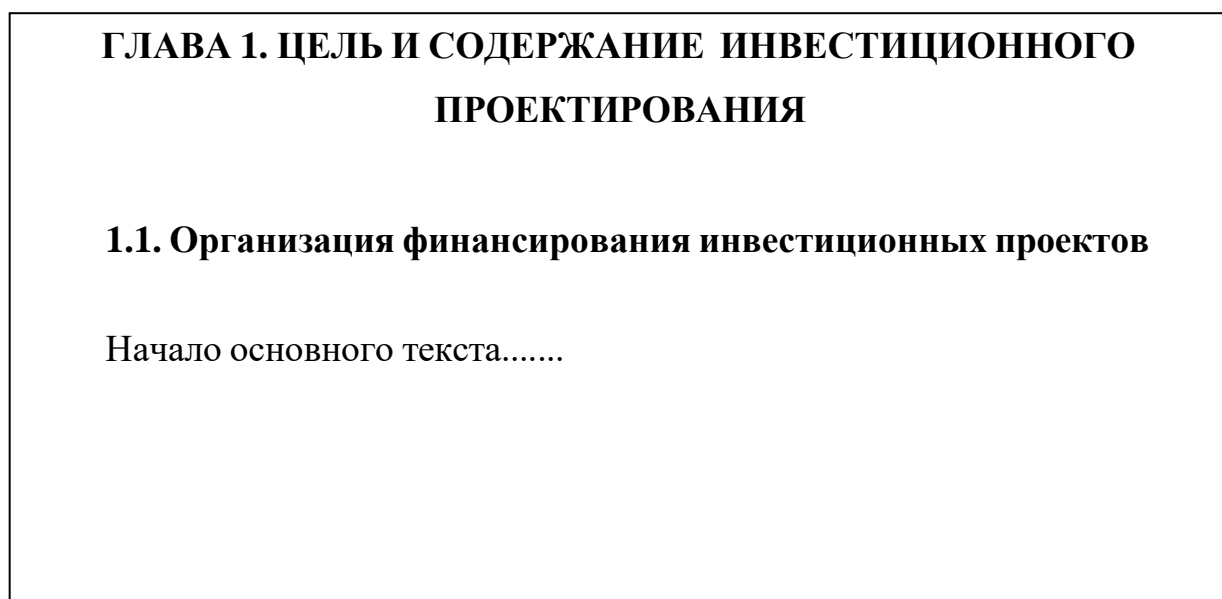 ГЛАВА 1. ЦЕЛЬ И СОДЕРЖАНИЕ  ИНВЕСТИЦИОННОГО
ПРОЕКТИРОВАНИЯ
1.1. Организация финансирования инвестиционных проектов
Начало основного текста.......